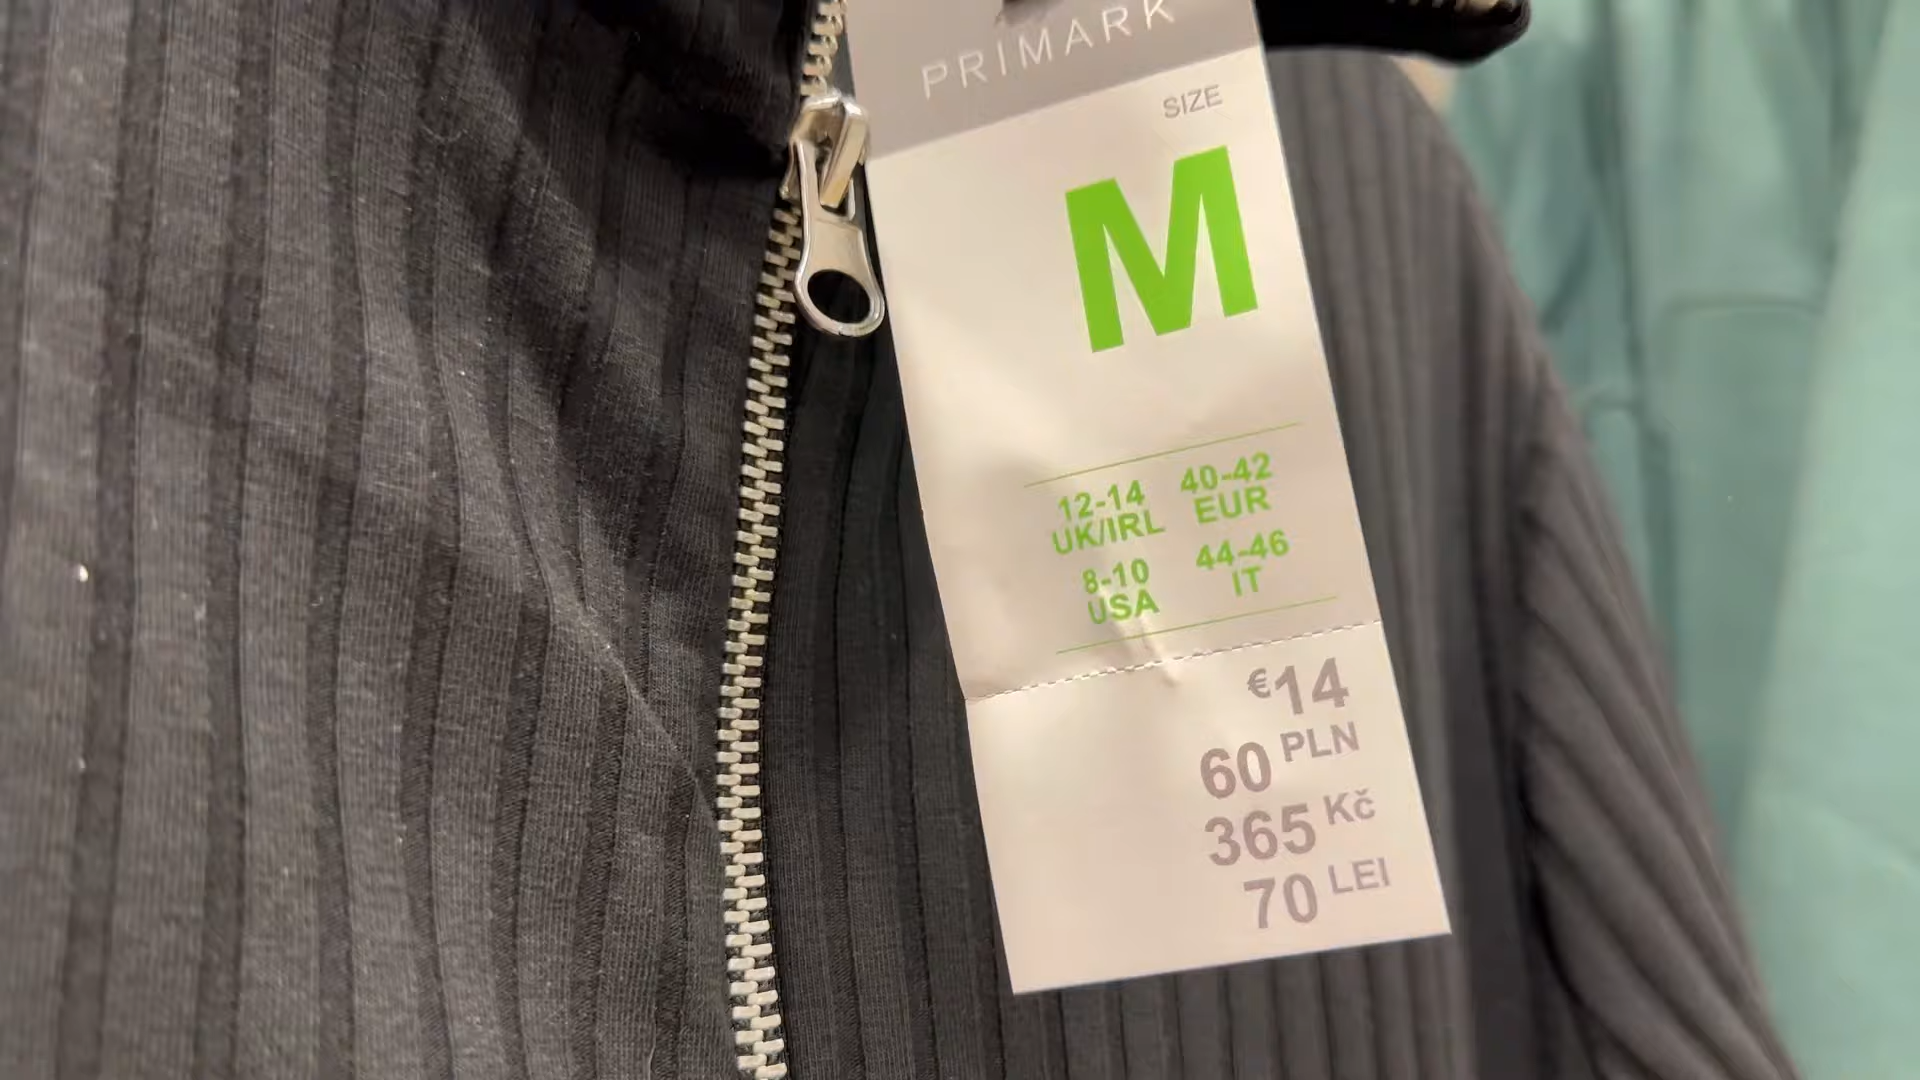 PRIMARK
SIZE
M
12-14 40-42
UK/IRL EUR
8-10 44-46
USA IT
€14
60 PLN
365 Kč
70 LEI